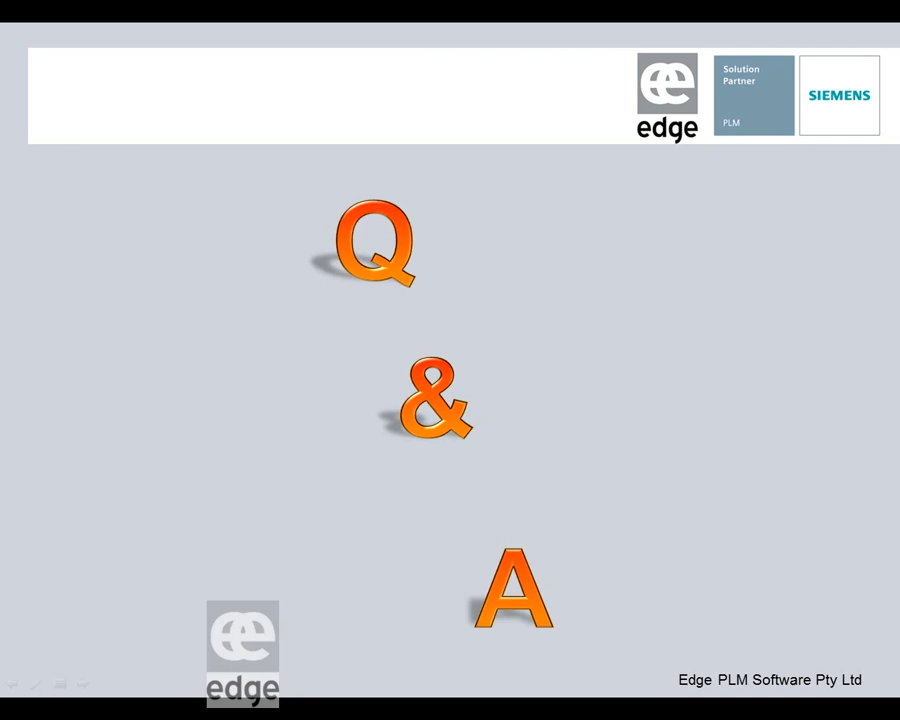 edge
Solution
Partner
PLM
SIEMENS
Q
&
A
edge
Edge PLM Software Pty Ltd